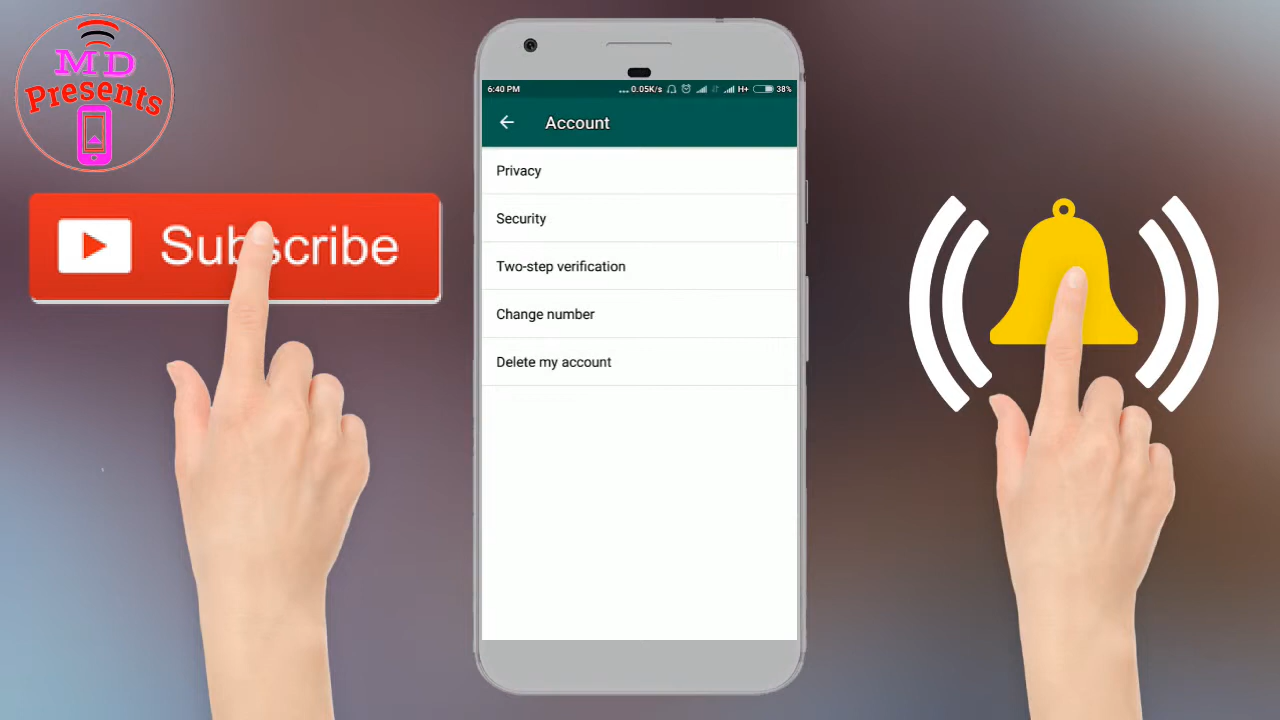 MD
Presents
Subscribe
6:40 PM ... 0.05K/s H+ 38%
Account
Privacy
Security
Two-step verification
Change number
Delete my account